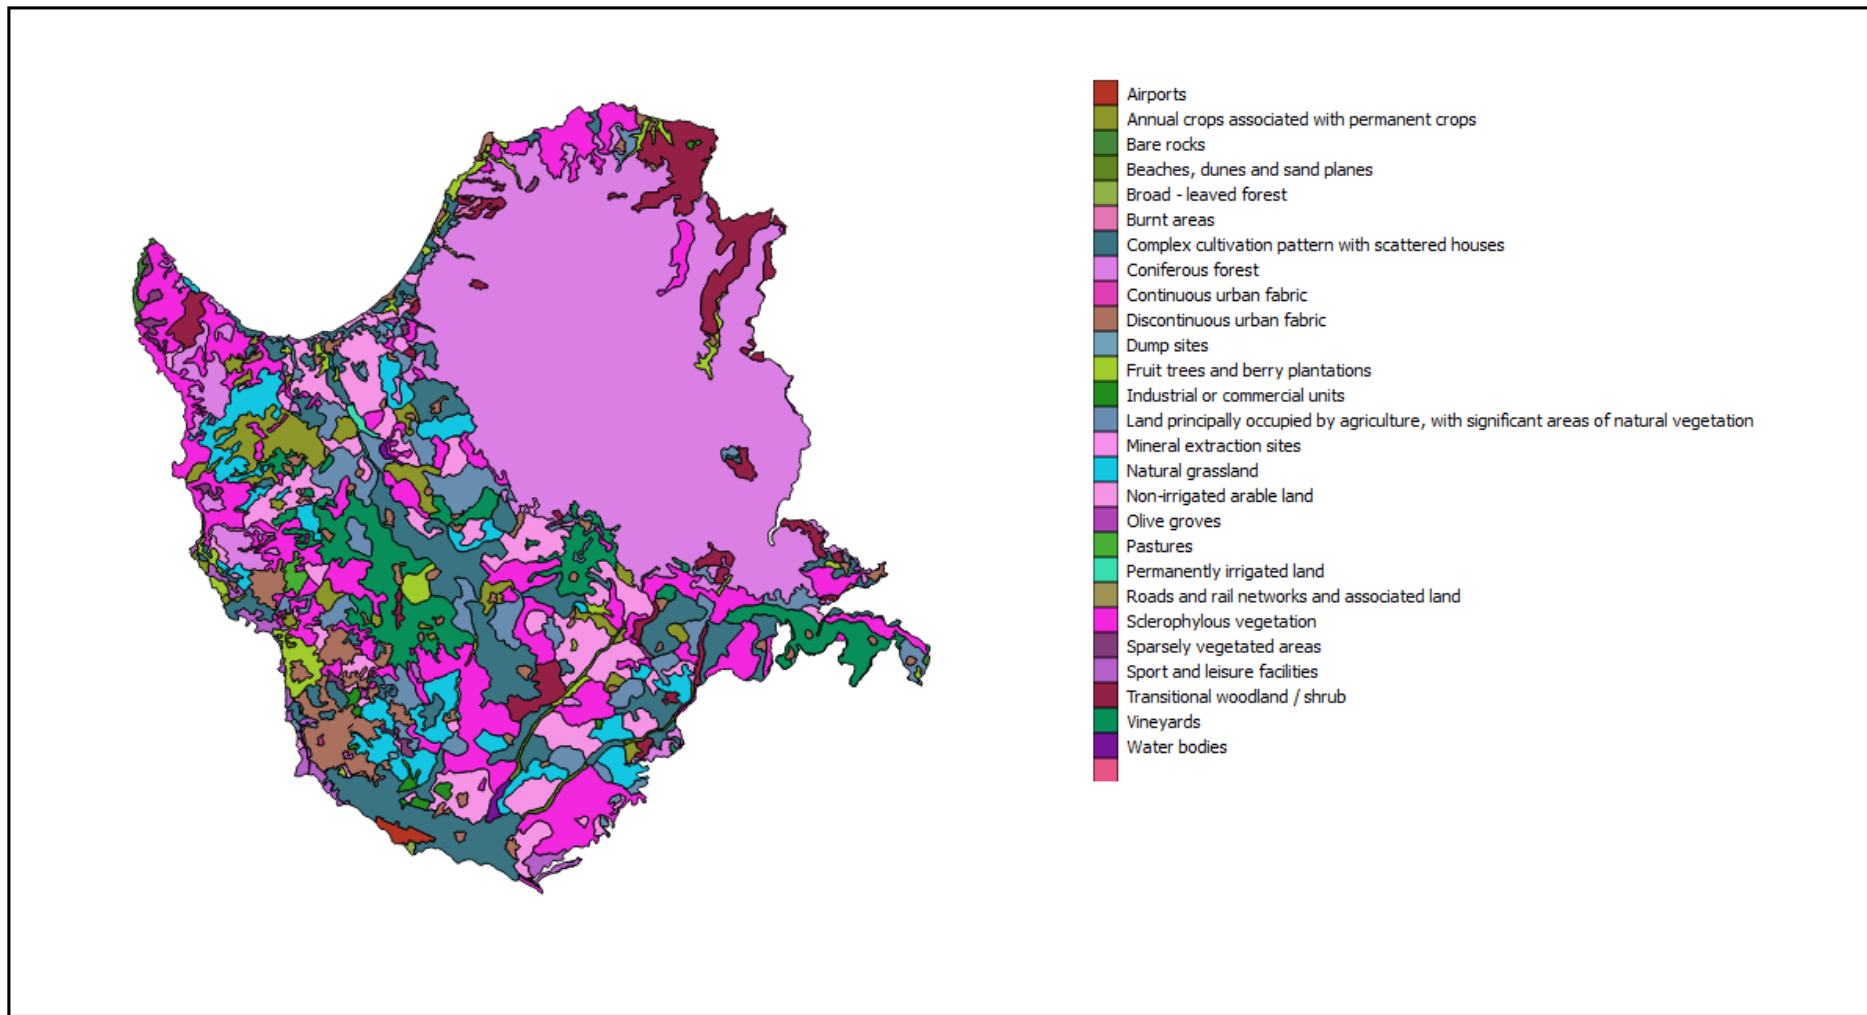 Airports
Annual crops associated with permanent crops
Bare rocks
Beaches, dunes and sand planes
Broad - leaved forest
Burnt areas
Complex cultivation pattern with scattered houses
Coniferous forest
Continuous urban fabric
Discontinuous urban fabric
Dump sites
Fruit trees and berry plantations
Industrial or commercial units
Land principally occupied by agriculture, with significant areas of natural vegetation
Mineral extraction sites
Natural grassland
Non-irrigated arable land
Olive groves
Pastures
Permanently irrigated land
Roads and rail networks and associated land
Sclerophylous vegetation
Sparsely vegetated areas
Sport and leisure facilities
Transitional woodland / shrub
Vineyards
Water bodies